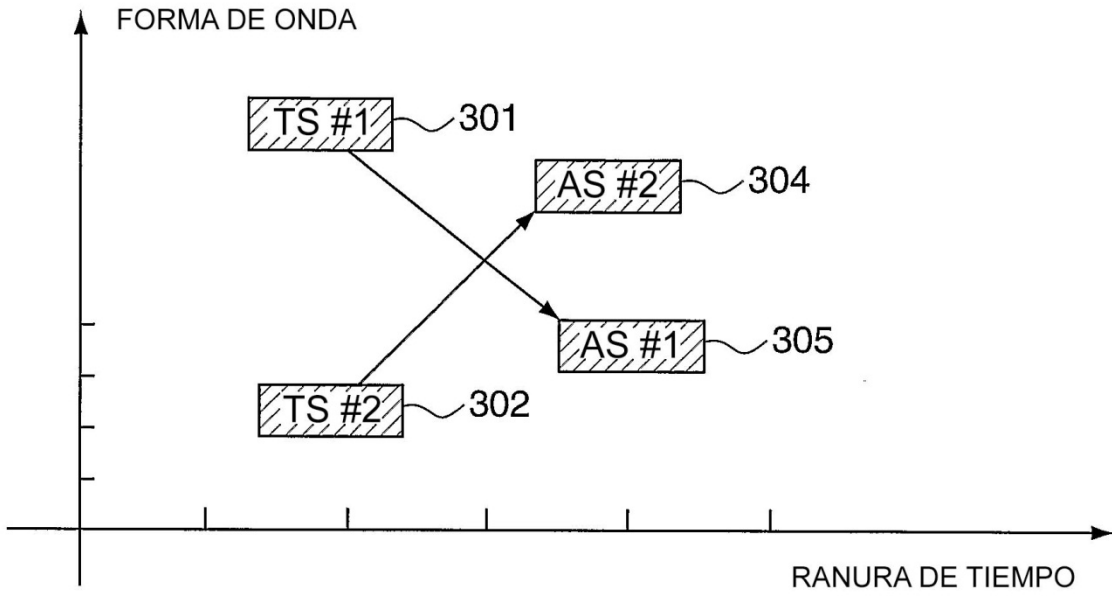 FORMA DE ONDA
TS #1
301
AS #2
304
AS #1
305
TS #2
302
RANURA DE TIEMPO